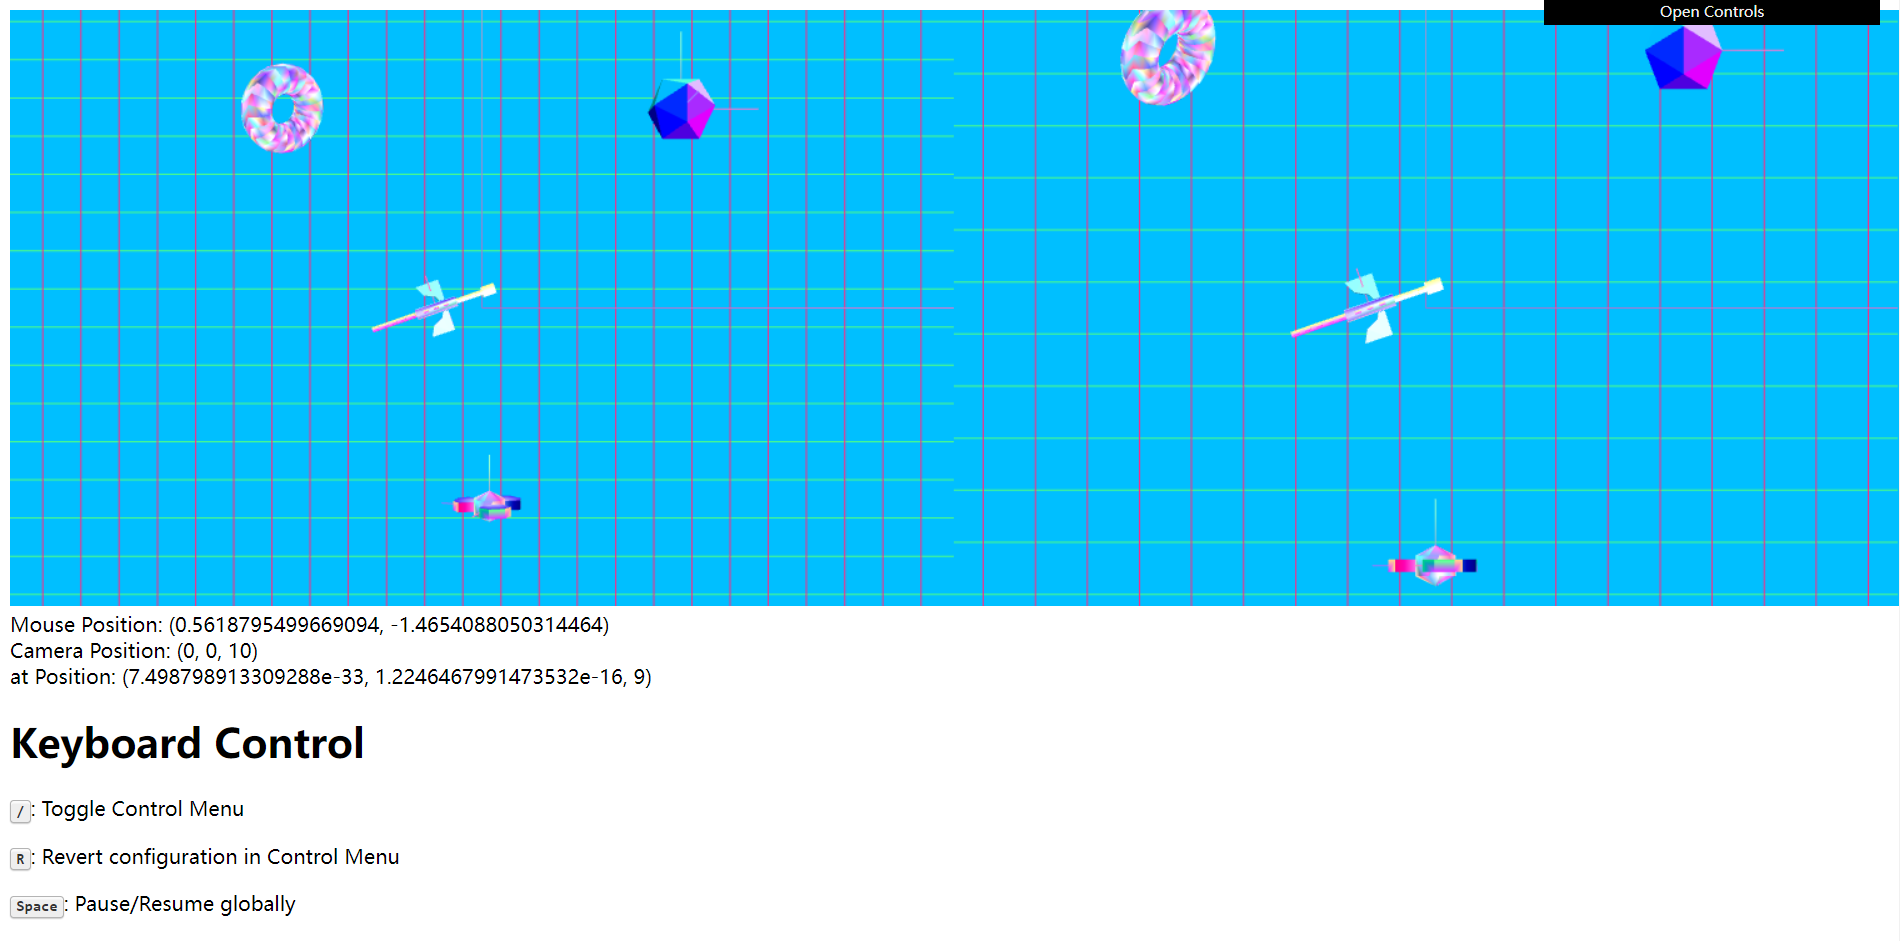 Open Controls
Mouse Position: (0.5618795499669094, -1.4654088050314464)
Camera Position: (0, 0, 10)
at Position: (7.498798913309288e-33, 1.2246467991473532e-16, 9)
Keyboard Control
/: Toggle Control Menu
R: Revert configuration in Control Menu
Space: Pause/Resume globally